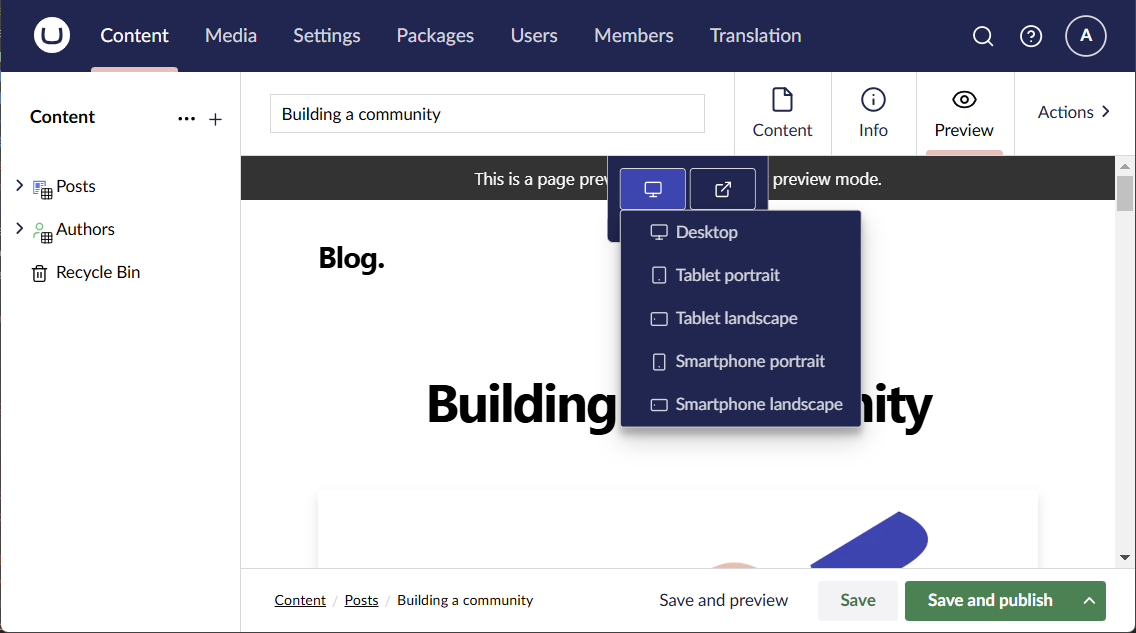 Content Media Settings Packages Users Members Translation A
Content
Building a community
Content Info Preview Actions
Posts
Authors
Recycle Bin
This is a page prev preview mode.
Desktop
Tablet portrait
Tablet landscape
Smartphone portrait
Smartphone landscape
Blog.
Building nity
Content / Posts / Building a community
Save and preview Save Save and publish